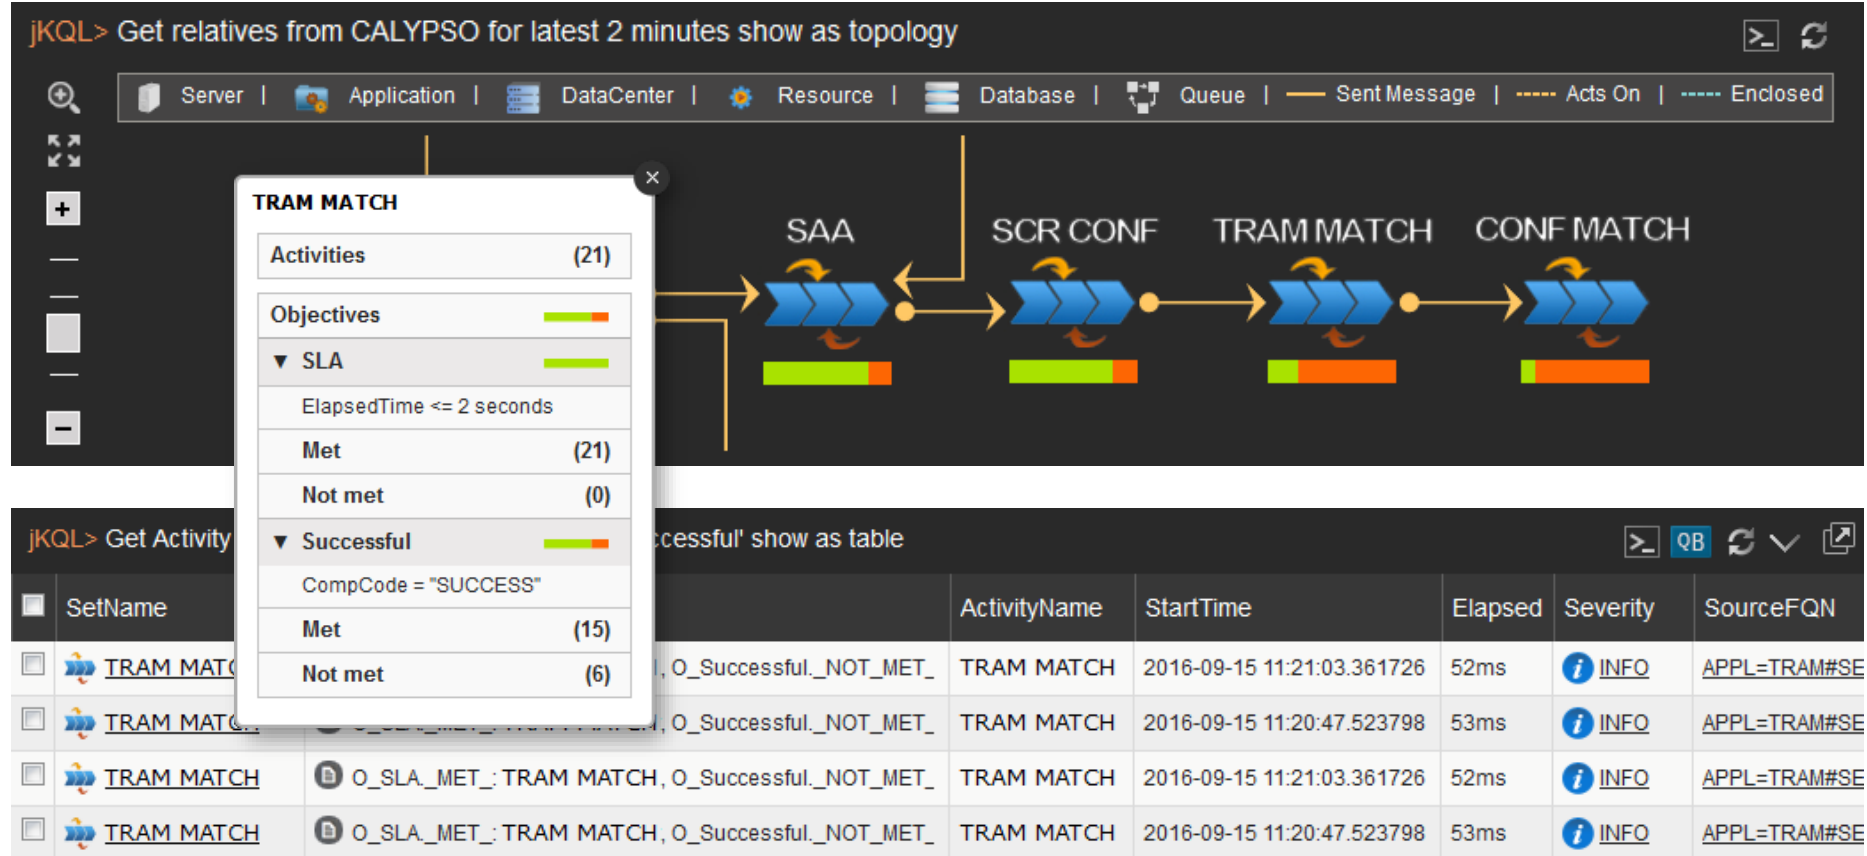 jKQL> Get relatives from CALYPSO for latest 2 minutes show as topology
Server | Application | DataCenter | Resource | Database | Queue | Sent Message | Acts On | Enclosed
TRAM MATCH
Activities (21)
Objectives
▼ SLA
ElapsedTime <= 2 seconds
Met (21)
Not met (0)
▼ Successful
CompCode = "SUCCESS"
Met (15)
Not met (6)
SAA SCR CONF TRAM MATCH CONF MATCH
jKQL> Get Activity ccessful' show as table
QB
SetName ActivityName StartTime Elapsed Severity SourceFQN
TRAM MATC , O_Successful._NOT_MET_ TRAM MATCH 2016-09-15 11:21:03.361726 52ms INFO APPL=TRAM#SE
TRAM MATCH O_SLA._MET_: TRAM MATCH, O_Successful._NOT_MET_ TRAM MATCH 2016-09-15 11:20:47.523798 53ms INFO APPL=TRAM#SE
TRAM MATCH O_SLA._MET_: TRAM MATCH, O_Successful._NOT_MET_ TRAM MATCH 2016-09-15 11:21:03.361726 52ms INFO APPL=TRAM#SE
TRAM MATCH O_SLA._MET_: TRAM MATCH, O_Successful._NOT_MET_ TRAM MATCH 2016-09-15 11:20:47.523798 53ms INFO APPL=TRAM#SE